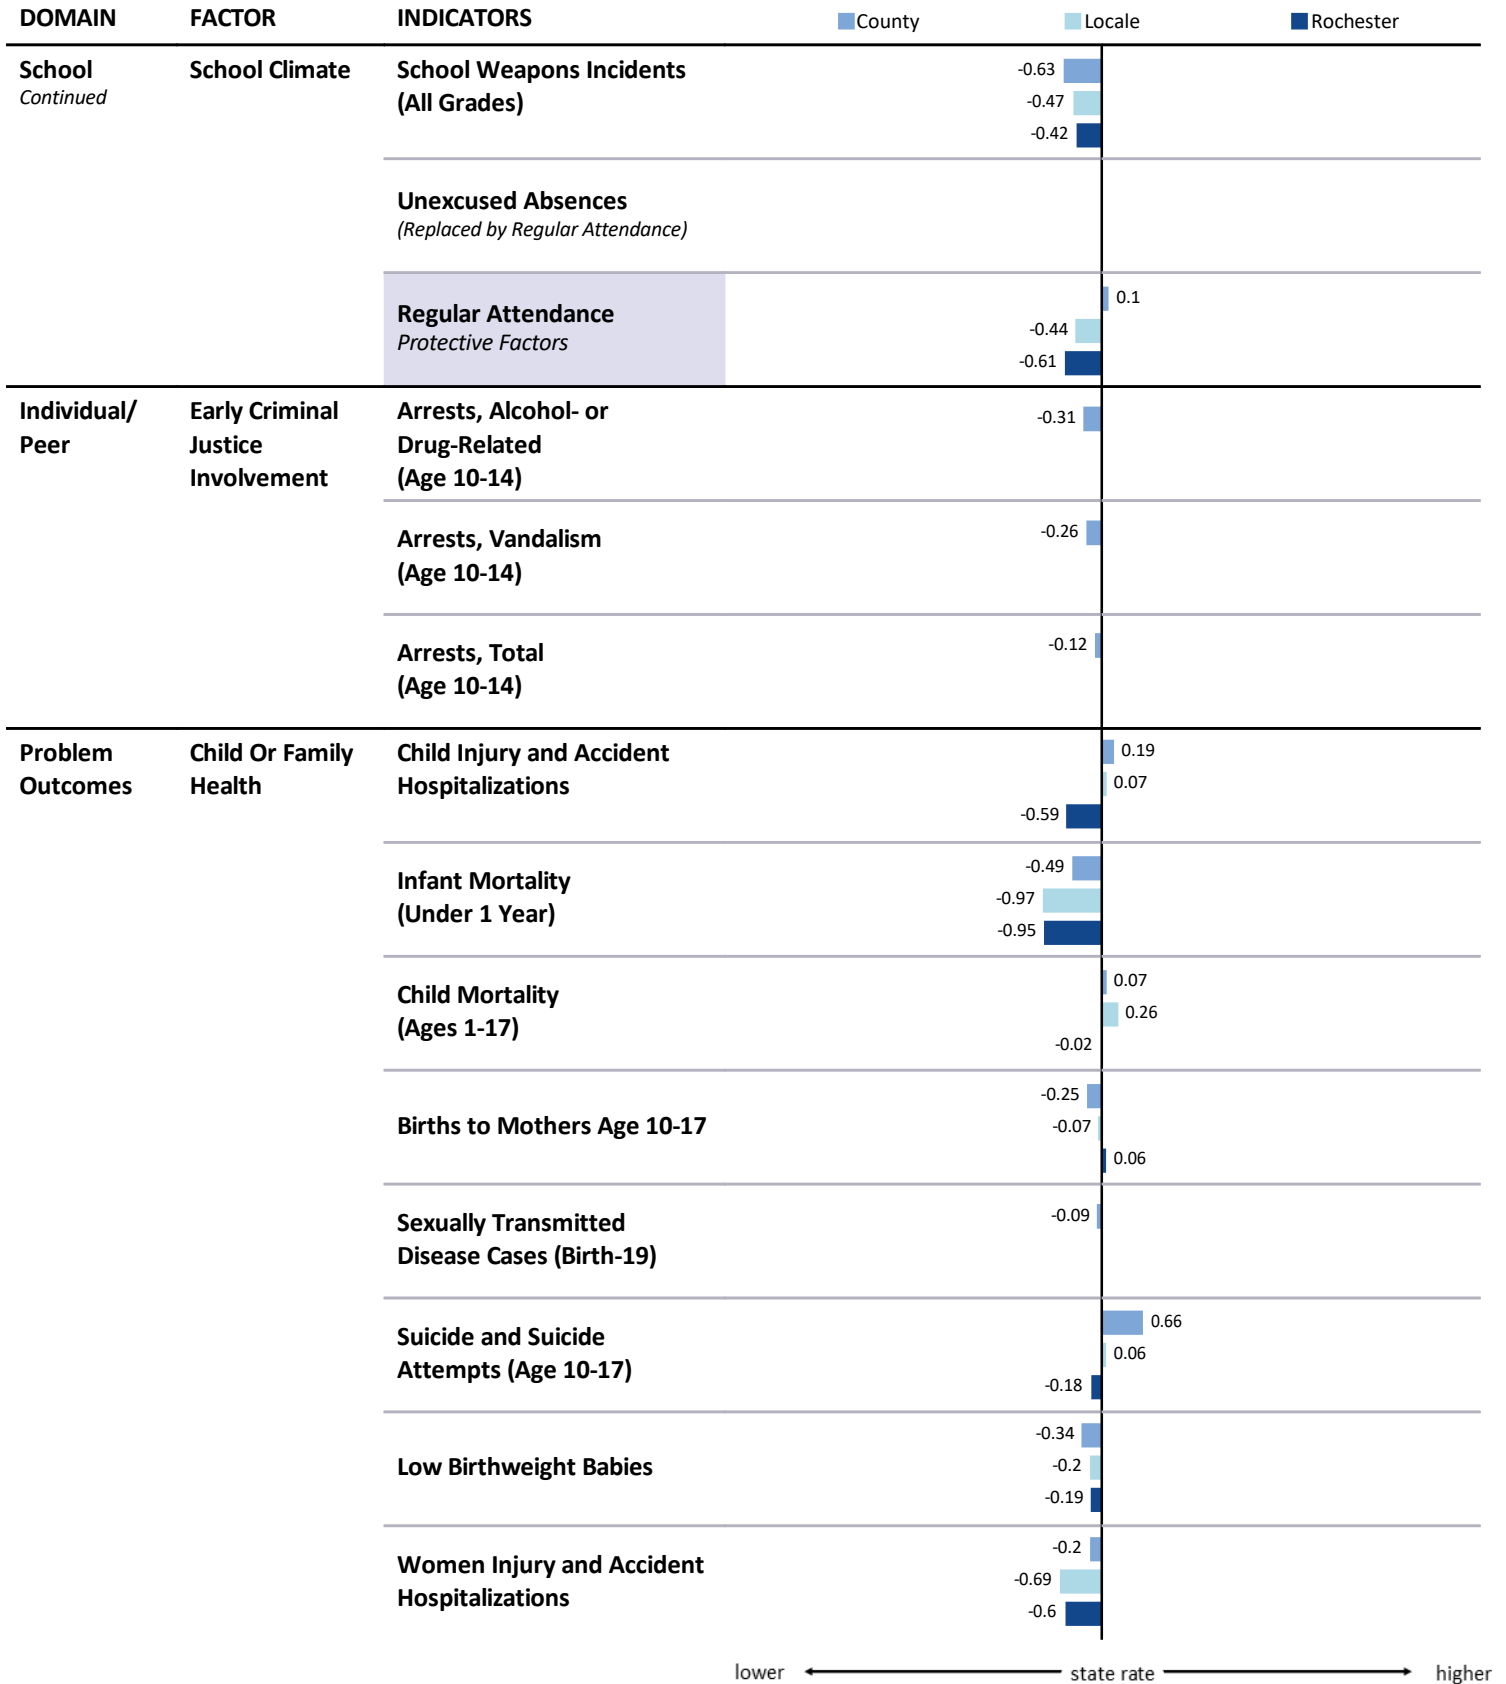 DOMAIN FACTOR INDICATORS County Locale Rochester
School School Climate School Weapons Incidents
Continued (All Grades)
-0.63
-0.47
-0.42
Unexcused Absences
(Replaced by Regular Attendance)
Regular Attendance
Protective Factors
0.1
-0.44
-0.61
Individual/ Early Criminal Arrests, Alcohol- or
Peer Justice Drug-Related
Involvement (Age 10-14)
-0.31
Arrests, Vandalism
(Age 10-14)
-0.26
Arrests, Total
(Age 10-14)
-0.12
Problem Child Or Family Child Injury and Accident
Outcomes Health Hospitalizations
0.19
0.07
-0.59
Infant Mortality
(Under 1 Year)
-0.49
-0.97
-0.95
Child Mortality
(Ages 1-17)
0.07
0.26
-0.02
Births to Mothers Age 10-17
-0.25
-0.07
0.06
Sexually Transmitted
Disease Cases (Birth-19)
-0.09
Suicide and Suicide
Attempts (Age 10-17)
0.66
0.06
-0.18
Low Birthweight Babies
-0.34
-0.2
-0.19
Women Injury and Accident
Hospitalizations
-0.2
-0.69
-0.6
lower state rate higher